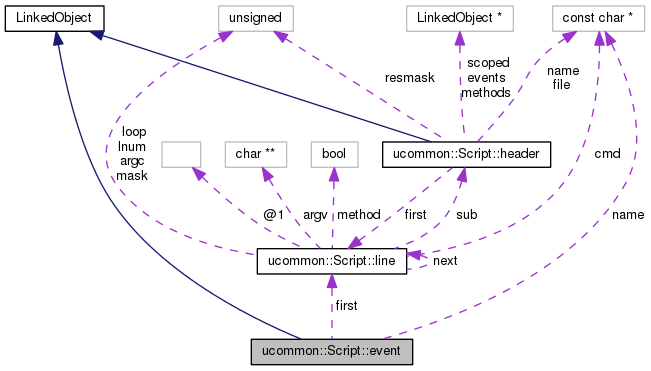 LinkedObject
unsigned
LinkedObject *
const char *
resmask
scoped
events
methods
name
file
loop
lnum
argc
mask
char **
bool
ucommon::Script::header
cmd
@1
argv
method
first
sub
name
ucommon::Script::line
next
first
ucommon::Script::event